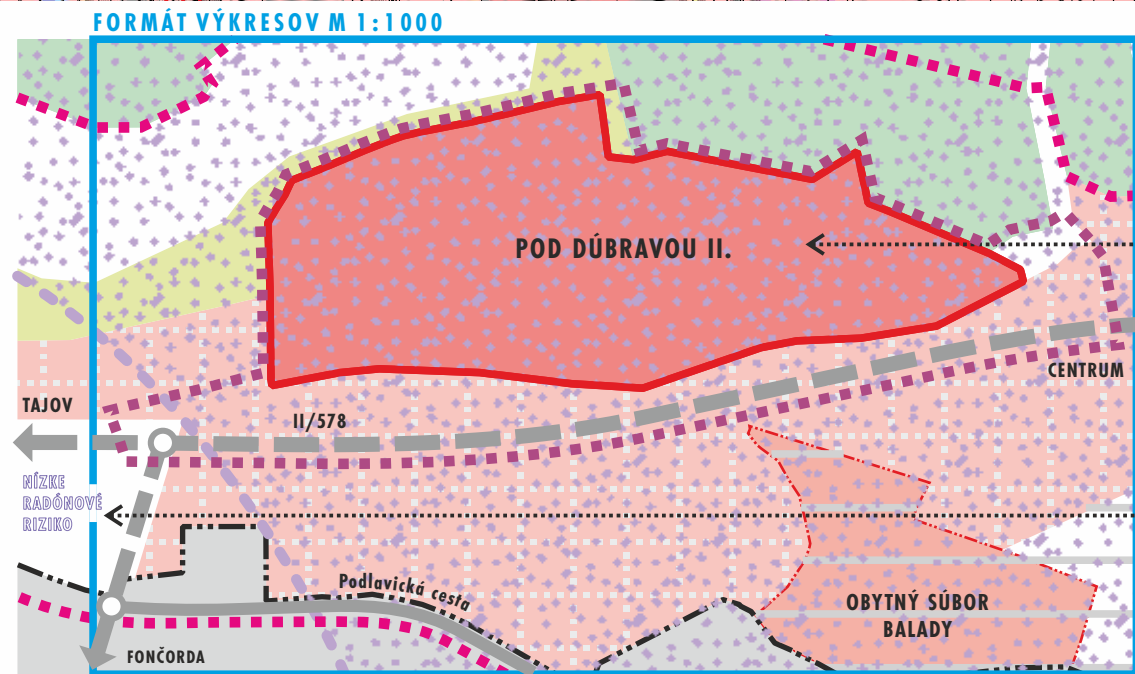 FORMÁT VÝKRESOV M 1:1000
POD DÚBRAVOU II.
CENTRUM
TAJOV
II/578
NÍZKE
RADÓNOVÉ
RIZIKO
Podlavická cesta
OBYTNÝ SÚBOR
BALADY
FONČORDA